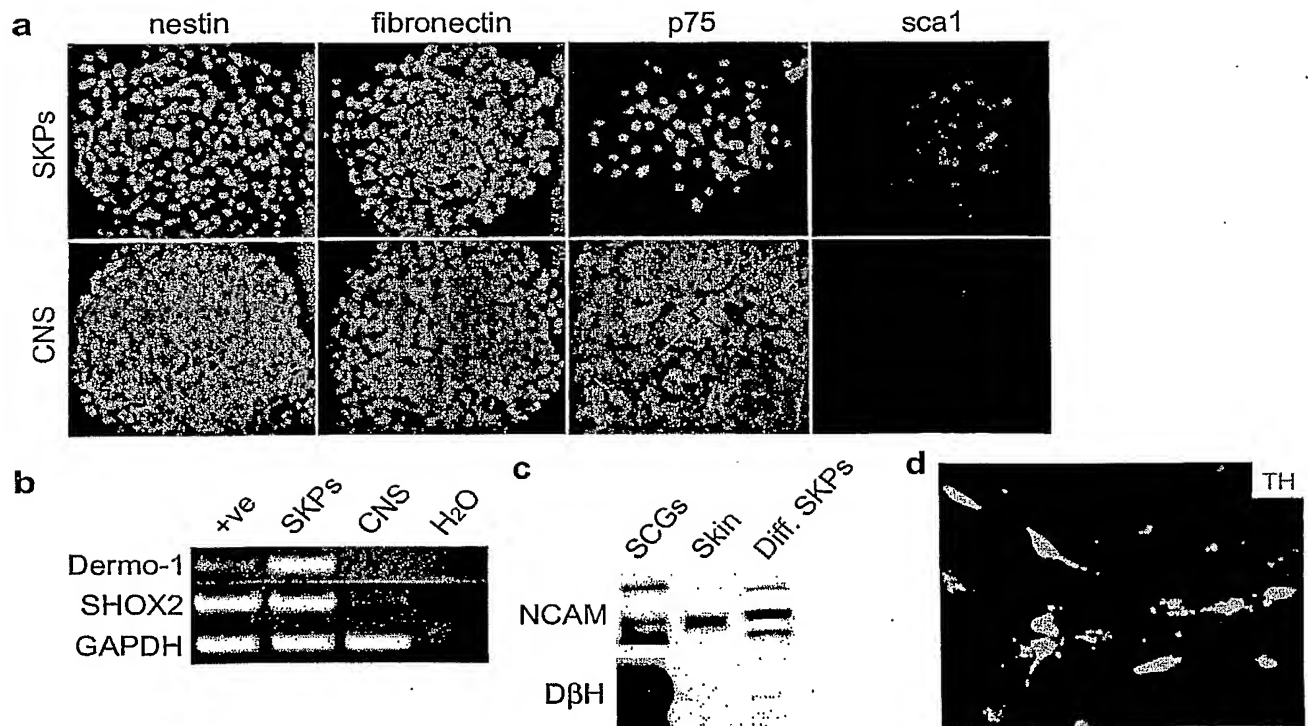 a
nestin fibronectin p75 sca1
SKPs
CNS
b
+ve SKPs CNS H₂O
Dermo-1
SHOX2
GAPDH
c
SCGs Skin Diff. SKPs
NCAM
DβH
d
TH